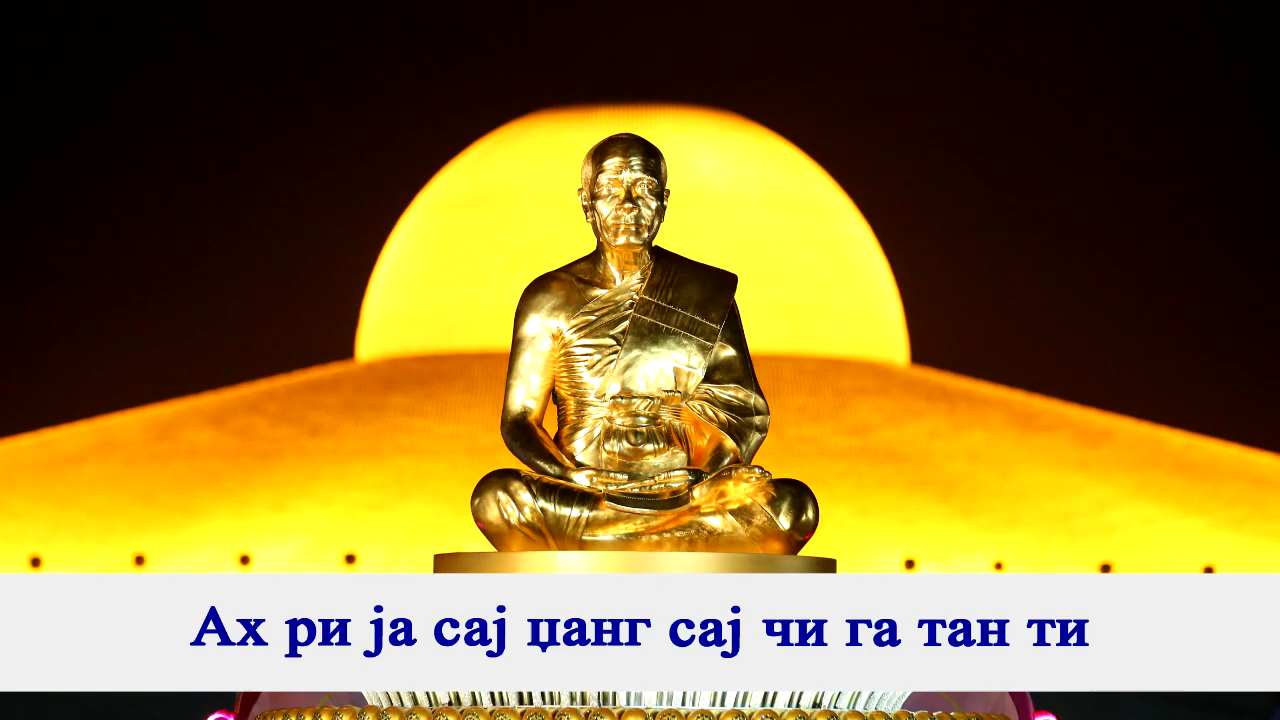 Ах ри ја сај џанг сај чи га тан ти